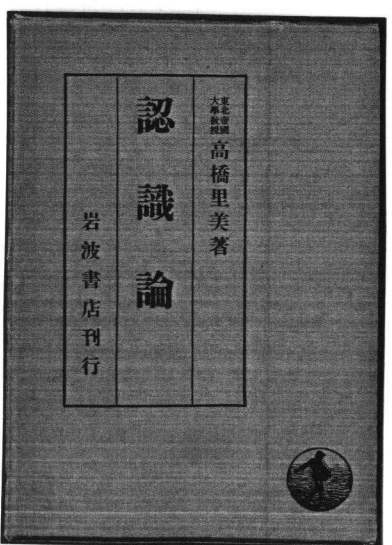 東北帝國
大學教授
高橋里美著
認識論
岩波書店刊行